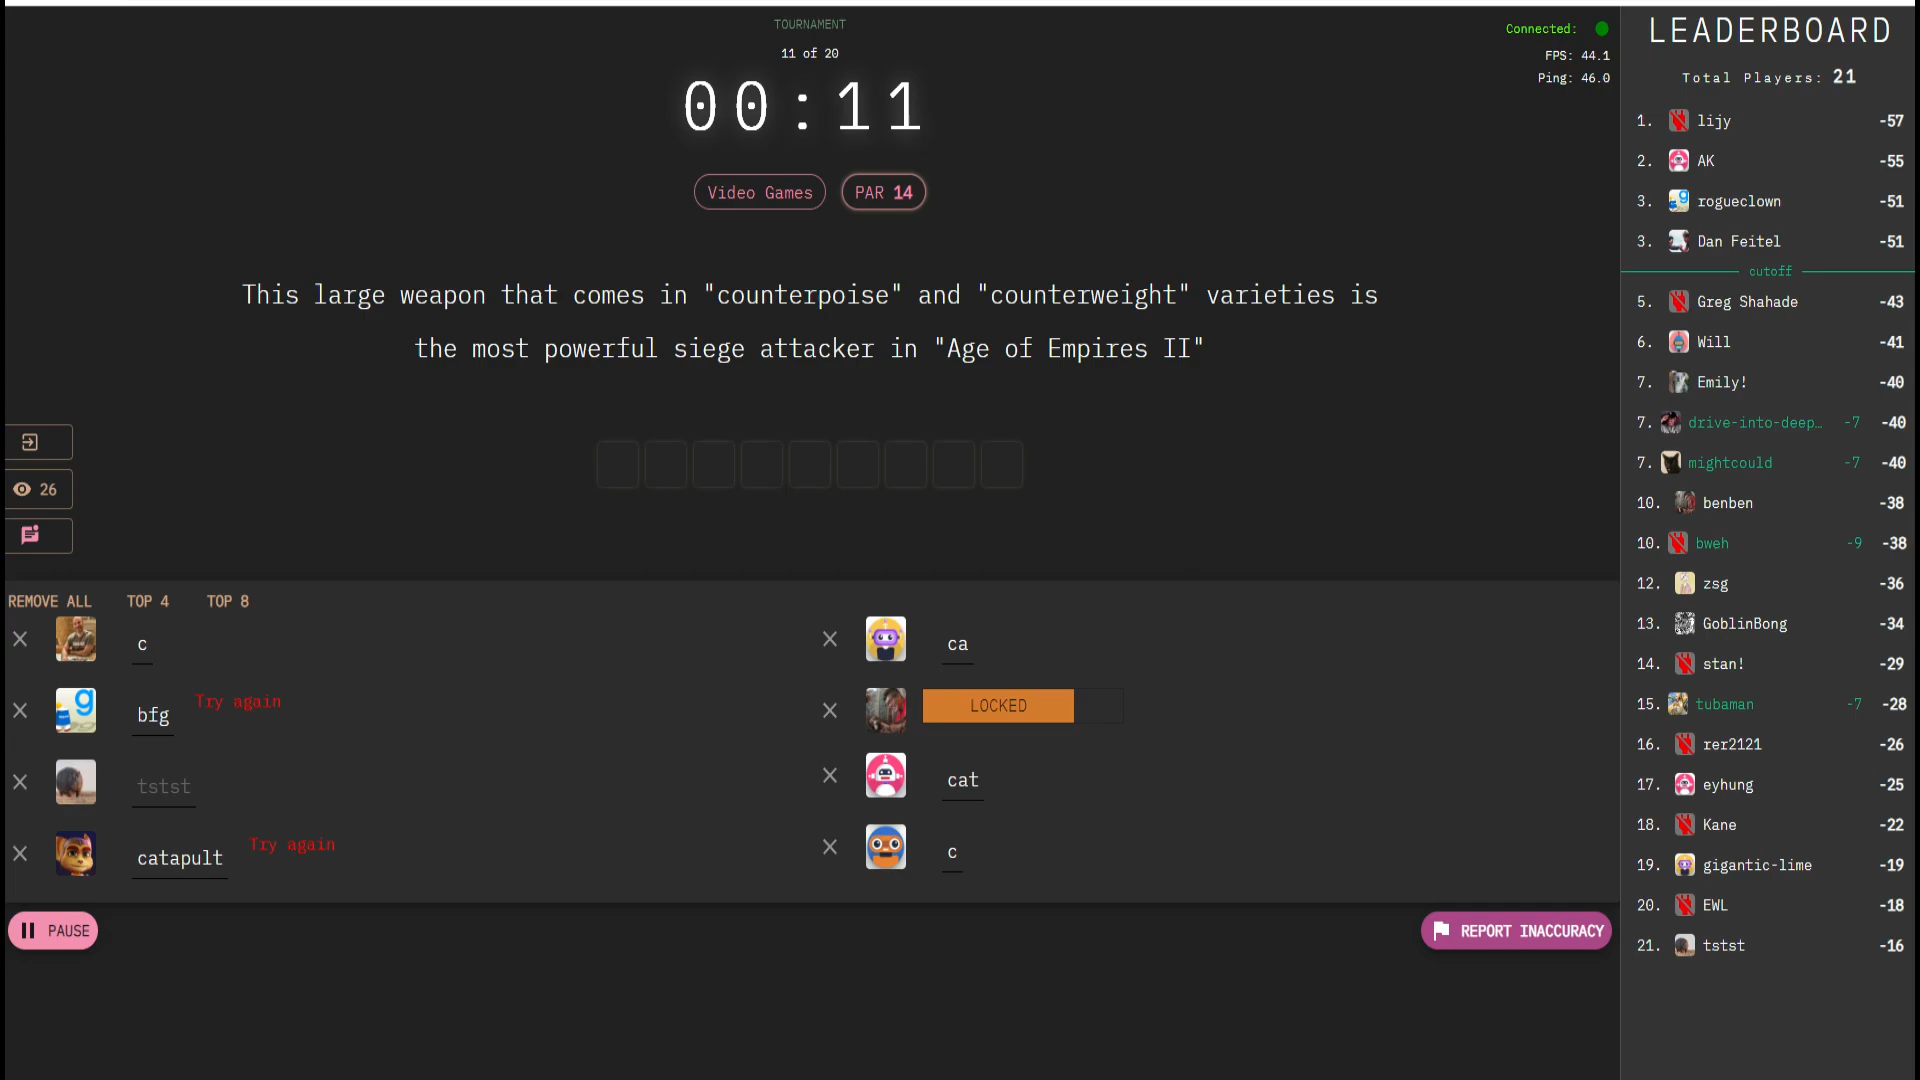 TOURNAMENT
11 of 20
00:11
Video Games
PAR 14
This large weapon that comes in "counterpoise" and "counterweight" varieties is
the most powerful siege attacker in "Age of Empires II"
Connected:
FPS: 44.1
Ping: 46.0
26
REMOVE ALL TOP 4 TOP 8
c
ca
bfg Try again
LOCKED
tstst
cat
catapult Try again
c
PAUSE
REPORT INACCURACY
LEADERBOARD
Total Players: 21
1. lijy -57
2. AK -55
3. rogueclown -51
3. Dan Feitel -51
cutoff
5. Greg Shahade -43
6. Will -41
7. Emily! -40
7. drive-into-deep… -7 -40
7. mightcould -7 -40
10. benben -38
10. bweh -9 -38
12. zsg -36
13. GoblinBong -34
14. stan! -29
15. tubaman -7 -28
16. rer2121 -26
17. eyhung -25
18. Kane -22
19. gigantic-lime -19
20. EWL -18
21. tstst -16